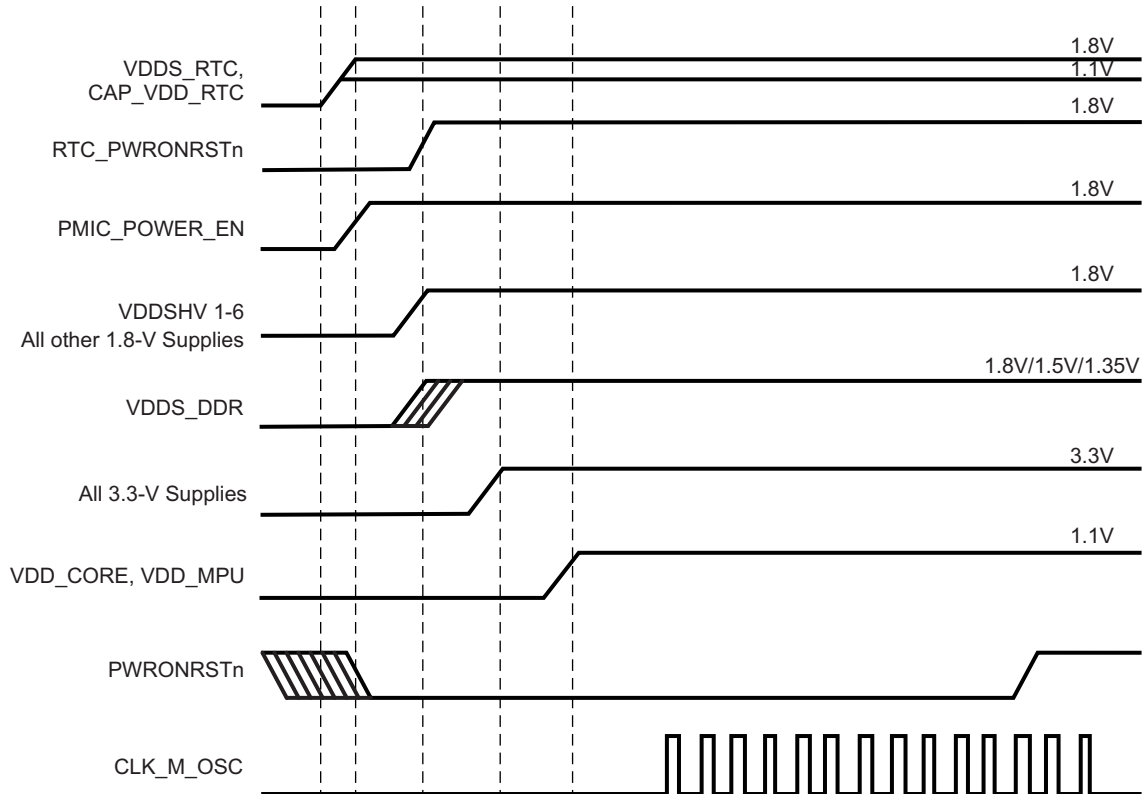 1.8V
VDDS_RTC,
1.1V
CAP_VDD_RTC
1.8V
RTC_PWRONRSTn
1.8V
PMIC_POWER_EN
1.8V
VDDSHV 1-6
All other 1.8-V Supplies
1.8V/1.5V/1.35V
VDDS_DDR
3.3V
All 3.3-V Supplies
1.1V
VDD_CORE, VDD_MPU
PWRONRSTn
CLK_M_OSC